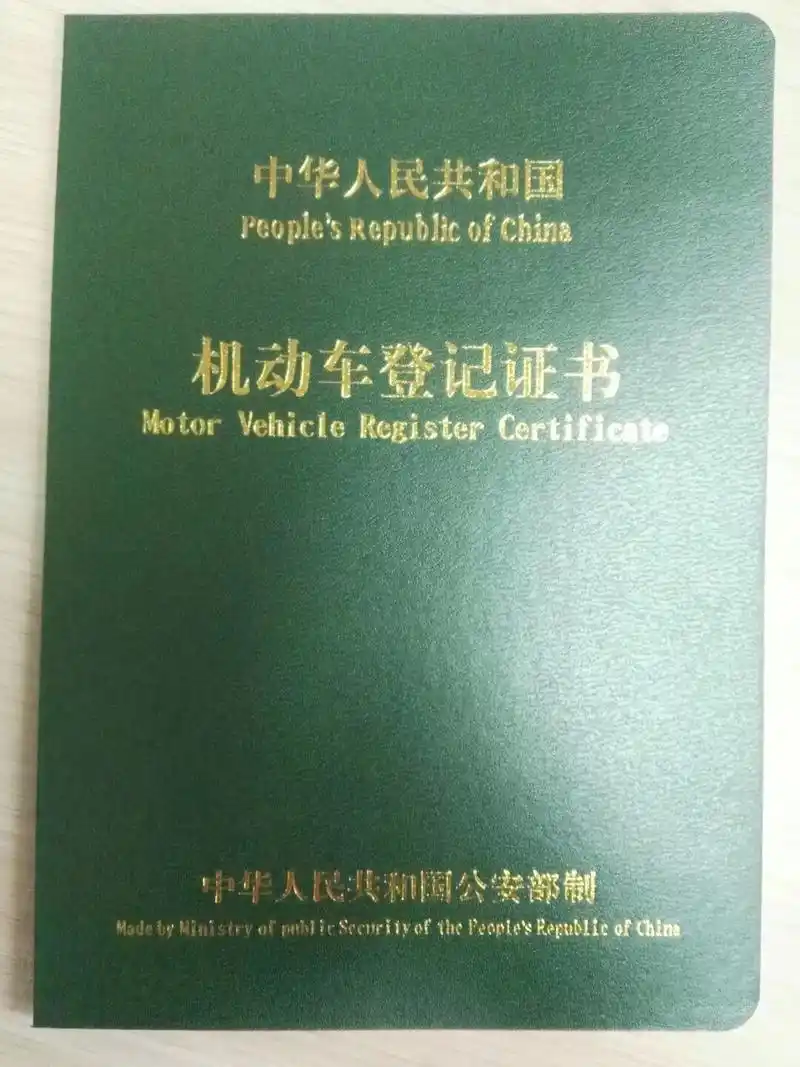 中华人民共和国
People's Republic of China
机动车登记证书
Motor Vehicle Register Certificate
中华人民共和国公安部制
Made by Ministry of public Security of the People's Republic of China